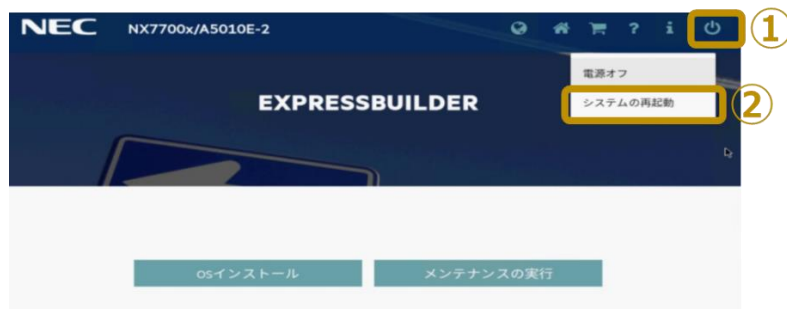 NEC NX7700x/A5010E-2 ? i ①
電源オフ
EXPRESSBUILDER システムの再起動 ②
osインストール メンテナンスの実行